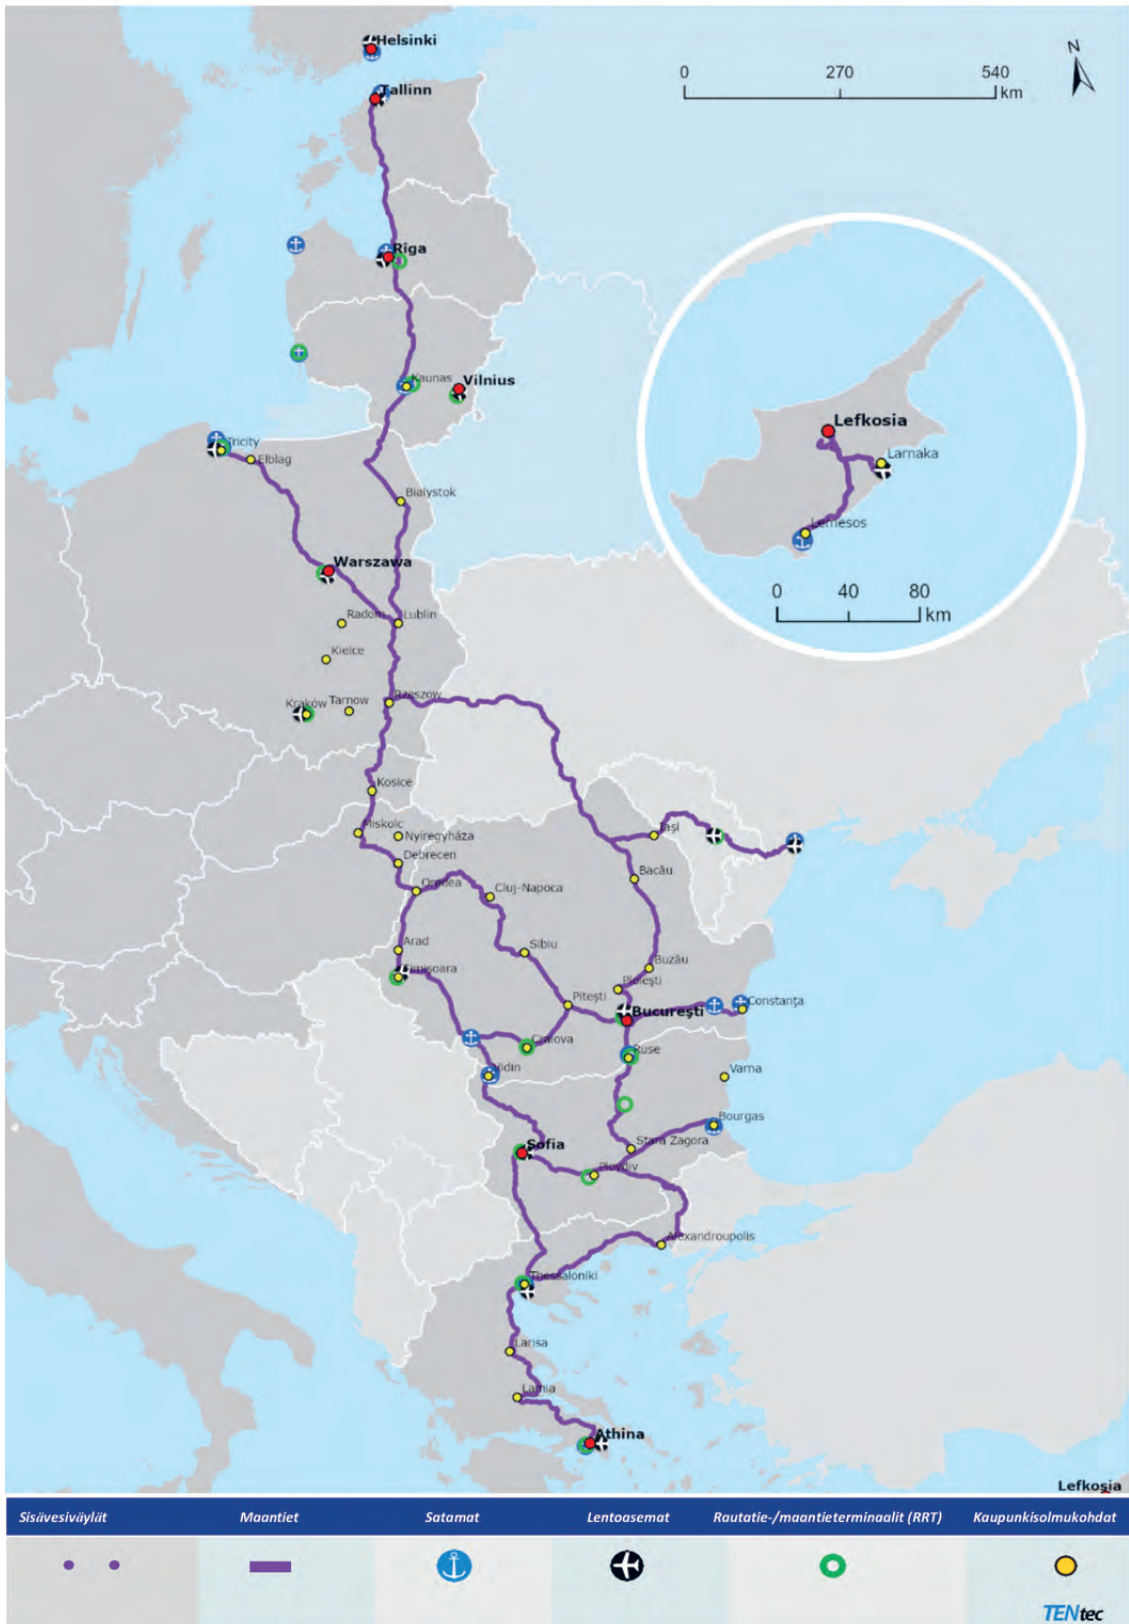 Helsinki
N
0 270 540
km
Tallinn
Rīga
Kaunas
Vilnius
Lefkosia
Larnaka
Lemesos
0 40 80
km
Tricity
Elblag
Bialystok
Warszawa
Radom
Lublin
Kielce
Kraków
Tarnow
Rzeszow
Kosice
Miskolc
Nyíregyháza
Debrecen
Oradea
Cluj-Napoca
Iaşi
Bacău
Arad
Sibiu
Timişoara
Buzău
Ploieşti
Piteşti
Bucureşti
Constanţa
Craiova
Ruse
Vidin
Varna
Bourgas
Sofia
Stara Zagora
Plovdiv
Alexandroupolis
Thessaloniki
Larisa
Lamia
Athina
Lefkosia
Sisävesiväylät Maantiet Satamat Lentoasemat Rautatie-/maantieterminaalit (RRT) Kaupunkisolmukohdat
TENtec